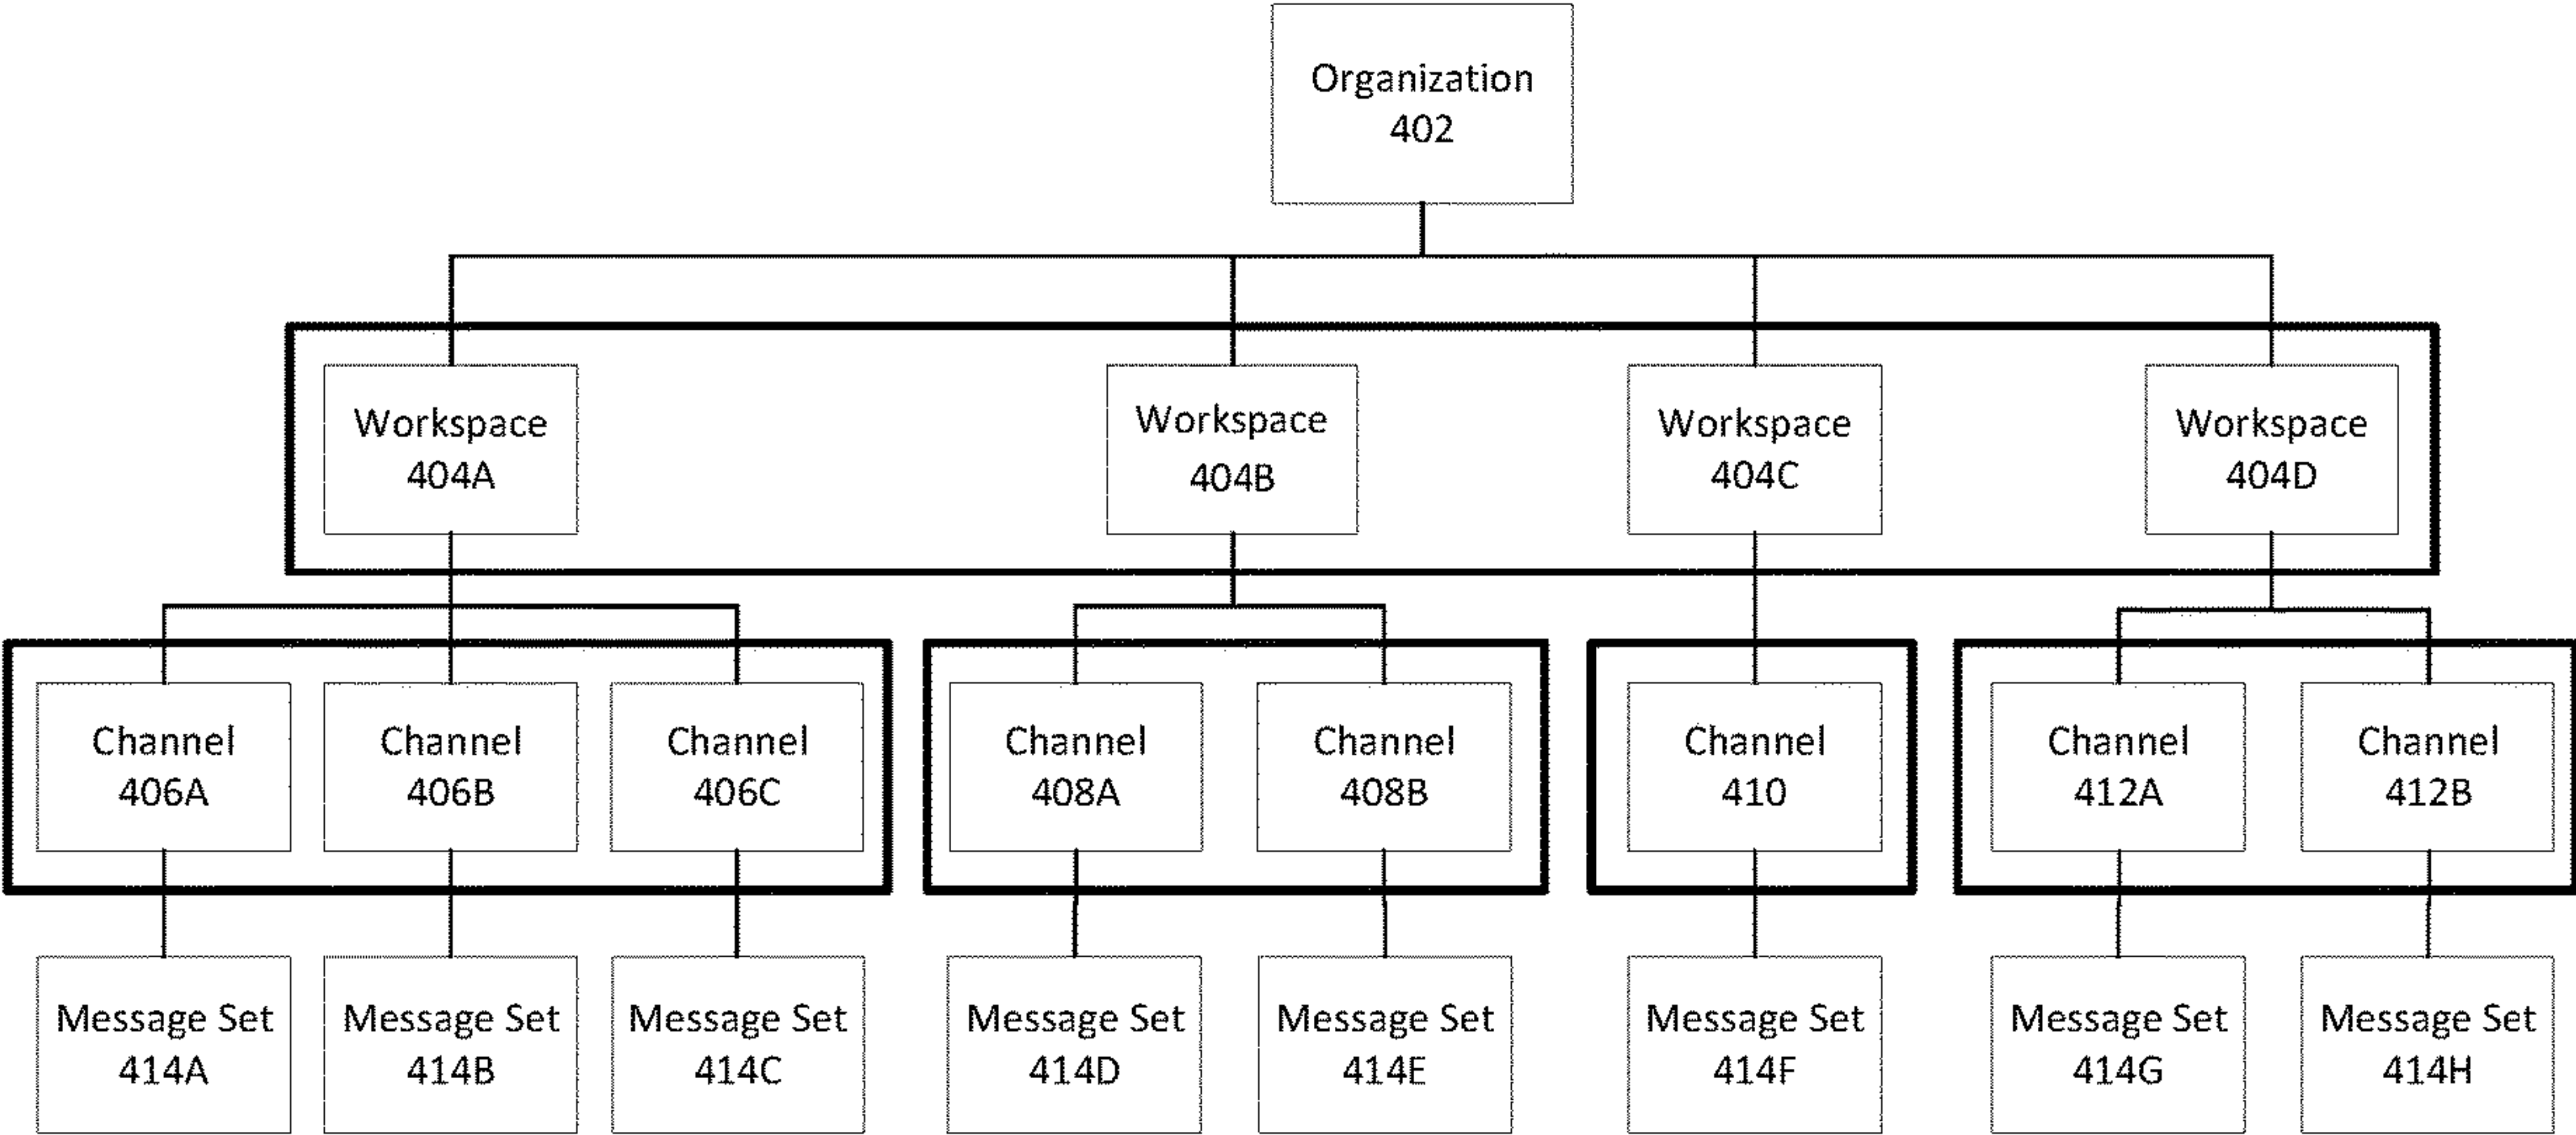 Organization
402
Workspace
404A
Workspace
404B
Workspace
404C
Workspace
404D
Channel
406A
Channel
406B
Channel
406C
Channel
408A
Channel
408B
Channel
410
Channel
412A
Channel
412B
Message Set
414A
Message Set
414B
Message Set
414C
Message Set
414D
Message Set
414E
Message Set
414F
Message Set
414G
Message Set
414H